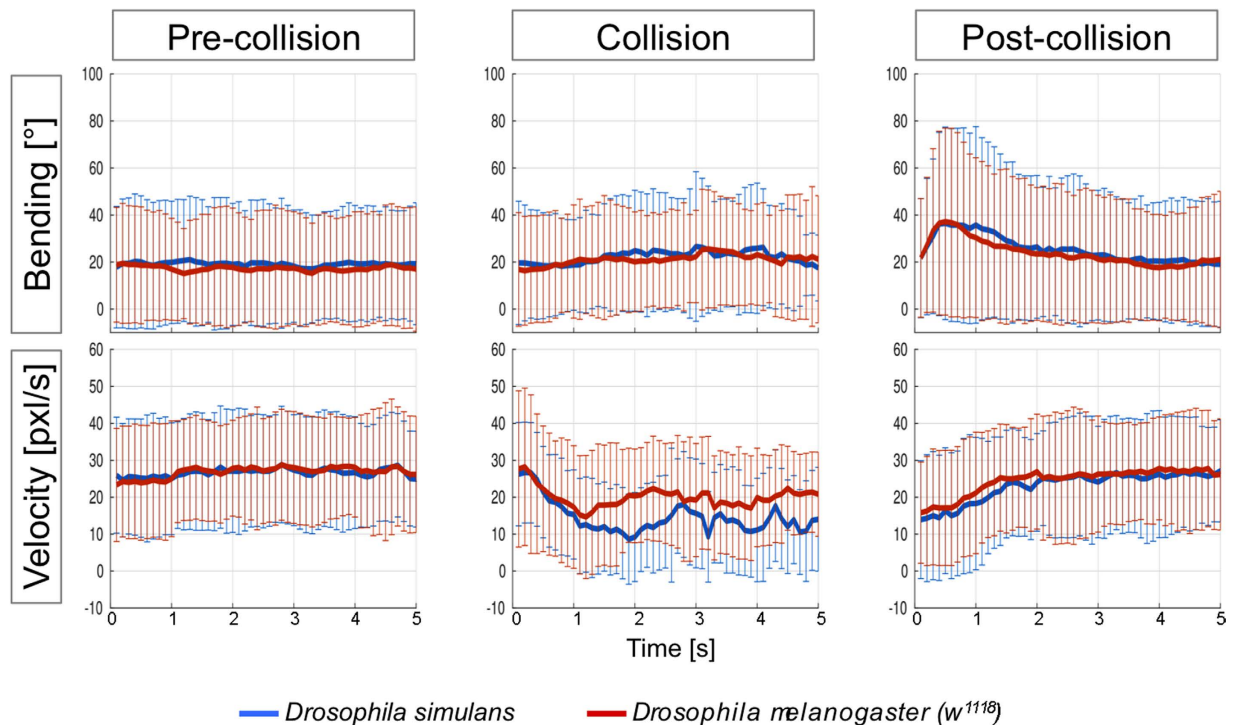 Pre-collision Collision Post-collision
Bending [°]
100 100 100
80 80 80
60 60 60
40 40 40
20 20 20
0 0 0
Velocity [pxl/s]
60 60 60
50 50 50
40 40 40
30 30 30
20 20 20
10 10 10
0 0 0
-10 -10 -10
0 1 2 3 4 5 0 1 2 3 4 5 0 1 2 3 4 5
Time [s]
Drosophila simulans Drosophila melanogaster (w¹¹¹⁸)